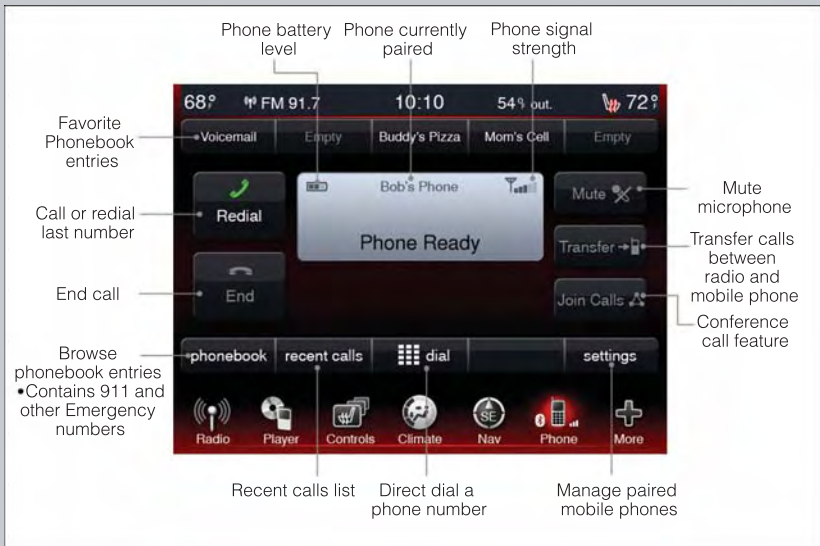 Phone battery level
Phone currently paired
Phone signal strength
68° FM 91.7 10:10 54° out. 72°
Favorite Phonebook entries
•Voicemail Empty Buddy's Pizza Mom's Cell Empty
Bob's Phone
Phone Ready
Redial
Call or redial last number
Mute
Mute microphone
Transfer
Transfer calls between radio and mobile phone
End call
End
Join Calls
Conference call feature
Browse phonebook entries
•Contains 911 and other Emergency numbers
phonebook recent calls dial settings
SE
Radio Player Controls Climate Nav Phone More
Recent calls list
Direct dial a phone number
Manage paired mobile phones